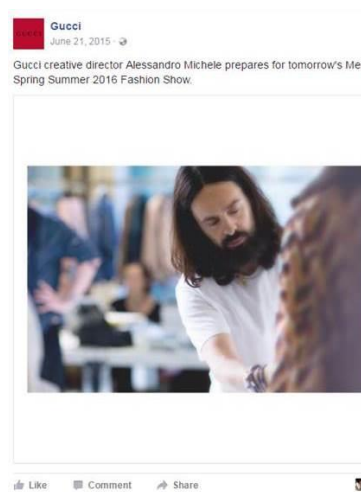 GUCCI
Gucci
June 21, 2015 ·
Gucci creative director Alessandro Michele prepares for tomorrow's Me
Spring Summer 2016 Fashion Show.
Like Comment Share